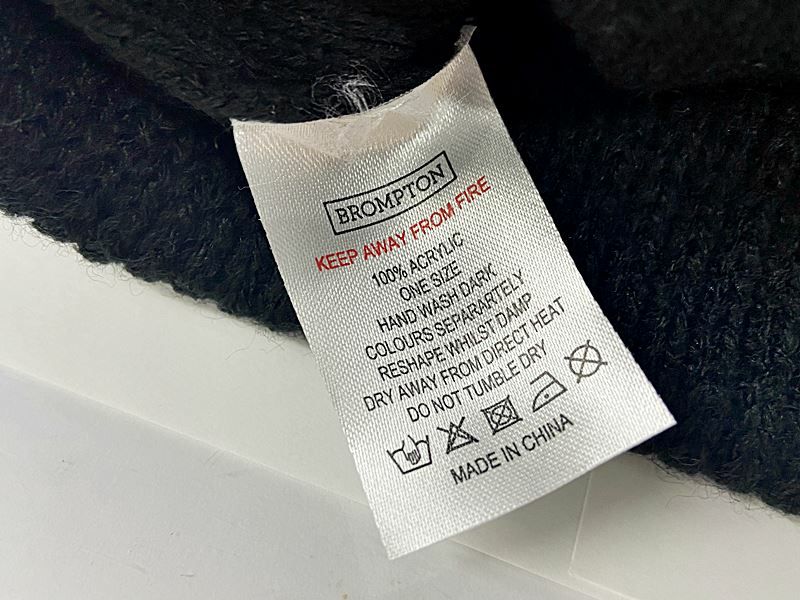 BROMPTON
KEEP AWAY FROM FIRE
100% ACRYLIC
ONE SIZE
HAND WASH DARK
COLOURS SEPARARTELY
RESHAPE WHILST DAMP
DRY AWAY FROM DIRECT HEAT
DO NOT TUMBLE DRY
MADE IN CHINA